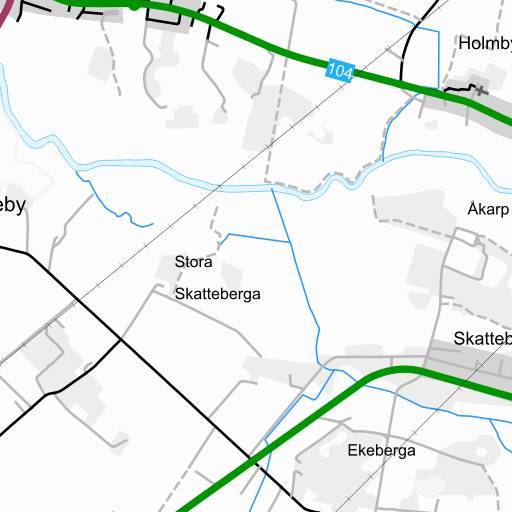 Holmby
104
eby
Åkarp
Stora
Skatteberga
Skatteb
Ekeberga